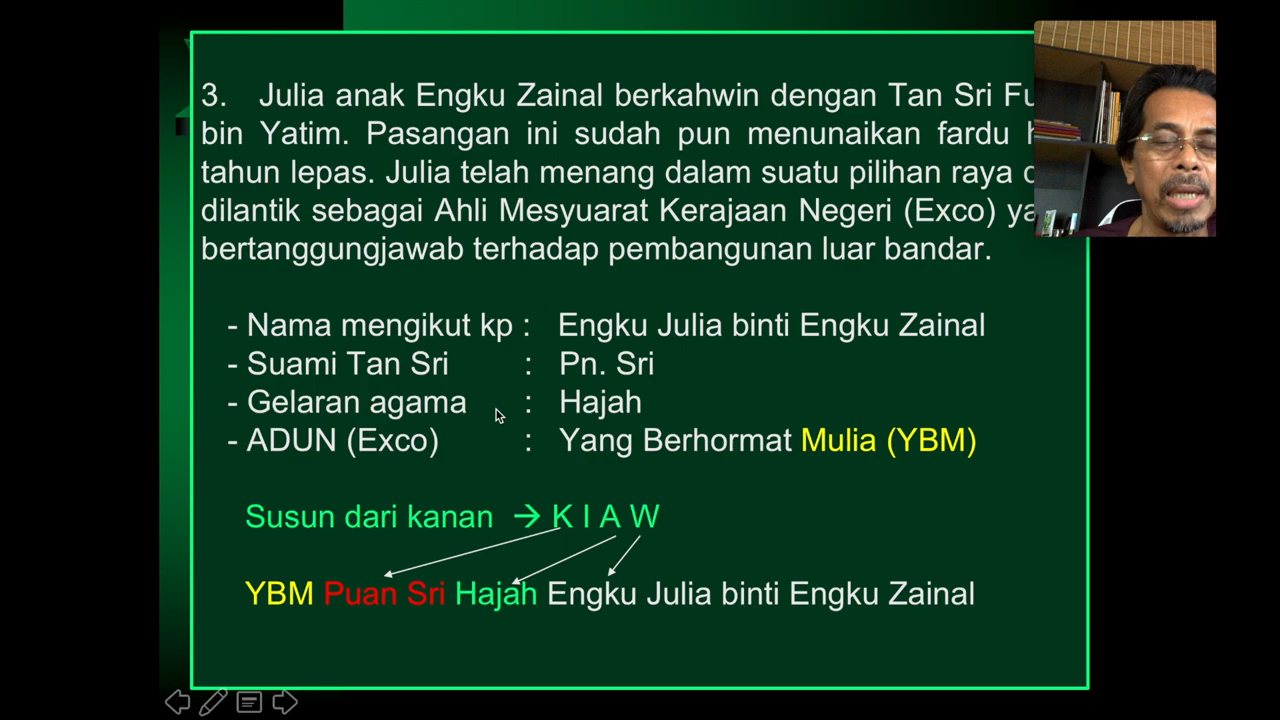 3. Julia anak Engku Zainal berkahwin dengan Tan Sri
bin Yatim. Pasangan ini sudah pun menunaikan fardu
tahun lepas. Julia telah menang dalam suatu pilihan raya
dilantik sebagai Ahli Mesyuarat Kerajaan Negeri (Exco)
bertanggungjawab terhadap pembangunan luar bandar.
- Nama mengikut kp : Engku Julia binti Engku Zainal
- Suami Tan Sri : Pn. Sri
- Gelaran agama : Hajah
- ADUN (Exco) : Yang Berhormat Mulia (YBM)
Susun dari kanan → K I A W
YBM Puan Sri Hajah Engku Julia binti Engku Zainal